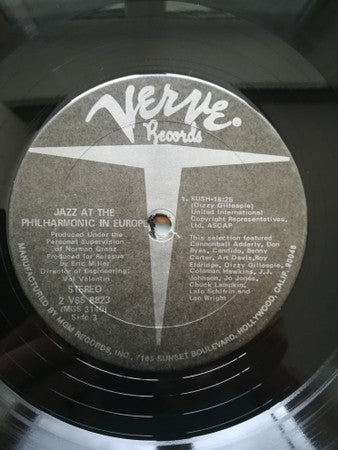 Verve.
Records
JAZZ AT THE
PHILHARMONIC IN EUROPE
Produced Under the
Personal Supervision
of Norman Granz
Produced for Reissue
by Eric Miller
Director of Engineering:
Val Valentin
STEREO
2 V6S 8823
(MGS 3140)
Side 3
1. KUSH-18:25
(Dizzy Gillespie)
United International
Copyright Representatives,
Ltd. ASCAP
This selection featured
Cannonball Adderly, Don
Byas, Candido, Benny
Carter, Art Davis, Roy
Eldridge, Dizzy Gillespie,
Coleman Hawkins, J.J.
Johnson, Jo Jones,
Chuck Lampkin,
Lalo Schifrin and
Leo Wright
MANUFACTURED BY MGM RECORDS, INC., 7165 SUNSET BOULEVARD, HOLLYWOOD, CALIF. 90046